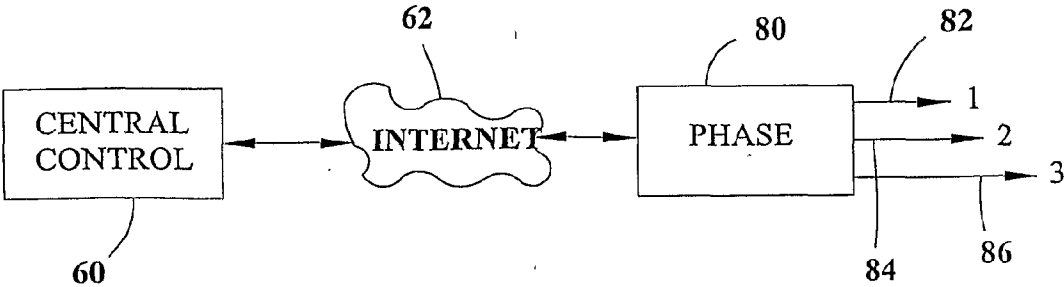 62
80
82
CENTRAL
CONTROL
INTERNET
PHASE
1
2
3
60
84
86